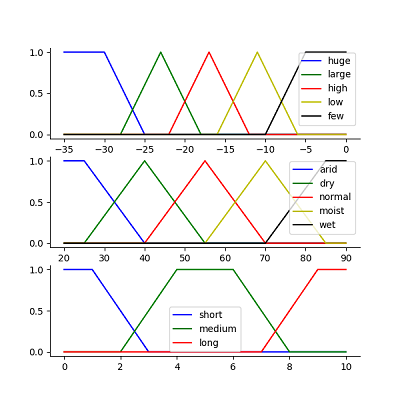 1.0
0.5
0.0
huge
large
high
low
few
−35 −30 −25 −20 −15 −10 −5 0
1.0
0.5
0.0
arid
dry
normal
moist
wet
20 30 40 50 60 70 80 90
1.0
0.5
0.0
short
medium
long
0 2 4 6 8 10